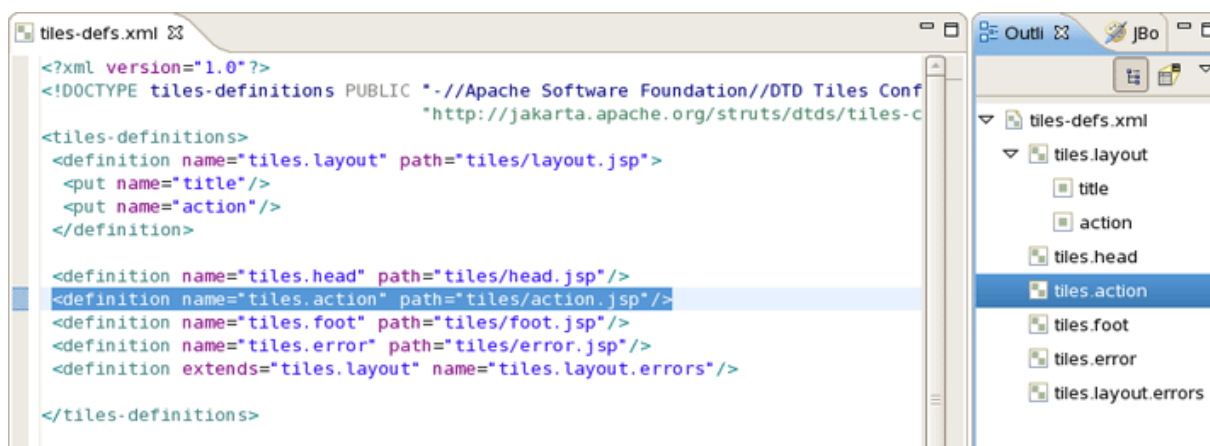 tiles-defs.xml
<?xml version="1.0"?>
<!DOCTYPE tiles-definitions PUBLIC "-//Apache Software Foundation//DTD Tiles Conf
"http://jakarta.apache.org/struts/dtds/tiles-c
<tiles-definitions>
<definition name="tiles.layout" path="tiles/layout.jsp">
<put name="title"/>
<put name="action"/>
</definition>
<definition name="tiles.head" path="tiles/head.jsp"/>
<definition name="tiles.action" path="tiles/action.jsp"/>
<definition name="tiles.foot" path="tiles/foot.jsp"/>
<definition name="tiles.error" path="tiles/error.jsp"/>
<definition extends="tiles.layout" name="tiles.layout.errors"/>
</tiles-definitions>
Outli JBo
tiles-defs.xml
tiles.layout
title
action
tiles.head
tiles.action
tiles.foot
tiles.error
tiles.layout.errors